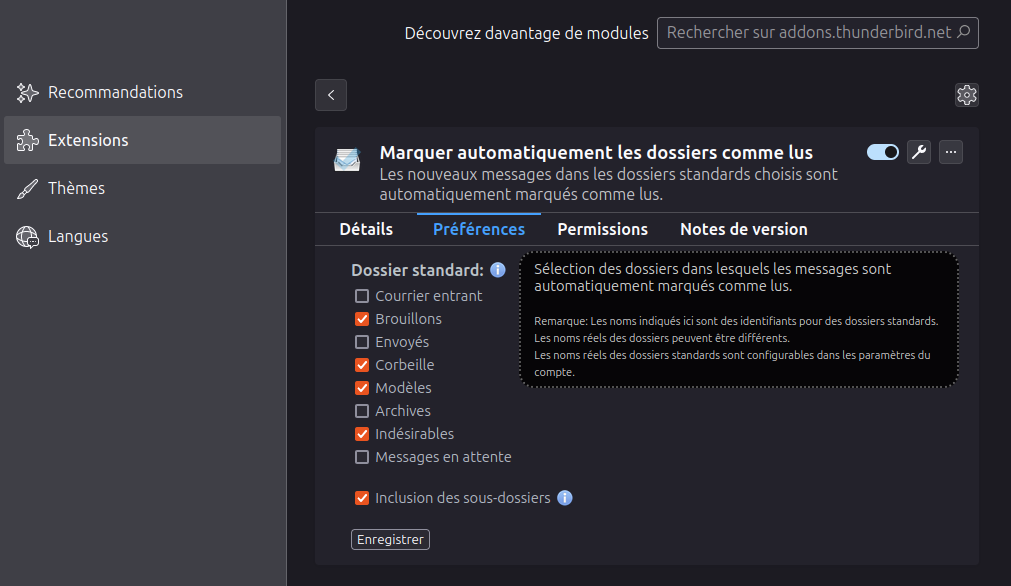 Découvrez davantage de modules
Rechercher sur addons.thunderbird.net
Recommandations
Extensions
Thèmes
Langues
Marquer automatiquement les dossiers comme lus
Les nouveaux messages dans les dossiers standards choisis sont
automatiquement marqués comme lus.
Détails
Préférences
Permissions
Notes de version
Dossier standard:
Courrier entrant
Brouillons
Envoyés
Corbeille
Modèles
Archives
Indésirables
Messages en attente
Inclusion des sous-dossiers
Enregistrer
Sélection des dossiers dans lesquels les messages sont
automatiquement marqués comme lus.
Remarque: Les noms indiqués ici sont des identifiants pour des dossiers standards.
Les noms réels des dossiers peuvent être différents.
Les noms réels des dossiers standards sont configurables dans les paramètres du
compte.